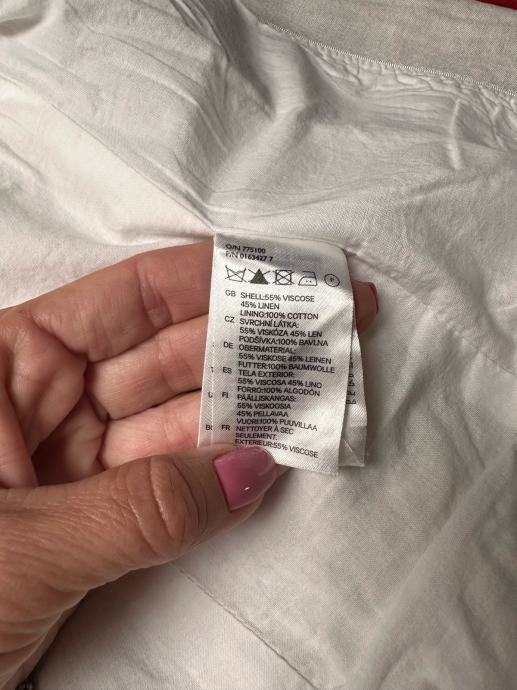 O/N 775100
P/N 0163427 7
GB SHELL:55% VISCOSE
45% LINEN
LINING:100% COTTON
CZ SVRCHNÍ LÁTKA:
55% VISKÓZA 45% LEN
PODŠÍVKA:100% BAVLNA
DE OBERMATERIAL:
55% VISKOSE 45% LEINEN
FUTTER:100% BAUMWOLLE
ES TELA EXTERIOR:
55% VISCOSA 45% LINO
FORRO:100% ALGODÓN
FI PÄÄLLISKANGAS:
55% VISKOOSIA
45% PELLAVAA
VUORI:100% PUUVILLAA
FR NETTOYER À SEC
SEULEMENT.
EXTÉRIEUR:55% VISCOSE